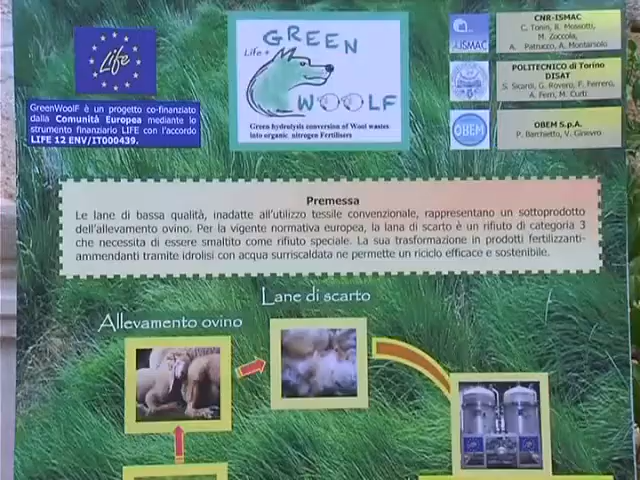 Life
GreenWoolF è un progetto co-finanziato
dalla Comunità Europea mediante lo
strumento finanziario LIFE con l'accordo
LIFE 12 ENV/IT000439.
Life +
GREEN
WOOLF
Green hydrolysis conversion of Wool wastes
into organic nitrogen Fertilisers
ISMAC
CNR-ISMAC
C. Tonin, R. Mossotti,
M. Zoccola,
A. Patrucco, A. Montarsolo
POLITECNICO di Torino
DISAT
S. Sicardi, G. Rovero, F. Ferrero,
A. Ferri, M. Curti
OBEM
OBEM S.p.A.
P. Barchietto, V. Ginevro
Premessa
Le lane di bassa qualità, inadatte all'utilizzo tessile convenzionale, rappresentano un sottoprodotto
dell'allevamento ovino. Per la vigente normativa europea, la lana di scarto è un rifiuto di categoria 3
che necessita di essere smaltito come rifiuto speciale. La sua trasformazione in prodotti fertilizzanti-
ammendanti tramite idrolisi con acqua surriscaldata ne permette un riciclo efficace e sostenibile.
Lane di scarto
Allevamento ovino